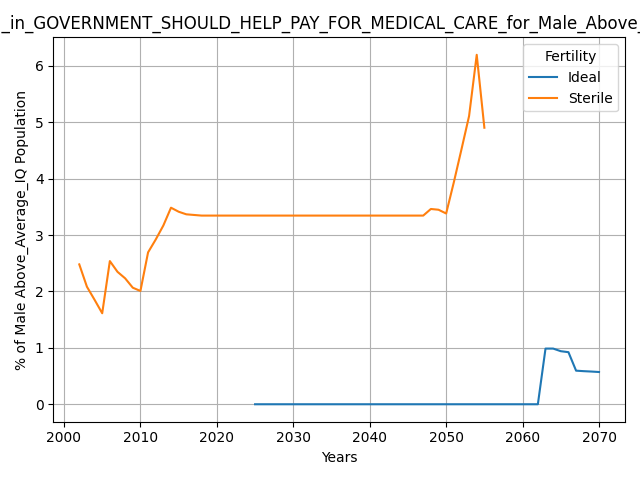 _in_GOVERNMENT_SHOULD_HELP_PAY_FOR_MEDICAL_CARE_for_Male_Above_
% of Male Above_Average_IQ Population
6
5
4
3
2
1
0
Fertility
Ideal
Sterile
2000 2010 2020 2030 2040 2050 2060 2070
Years